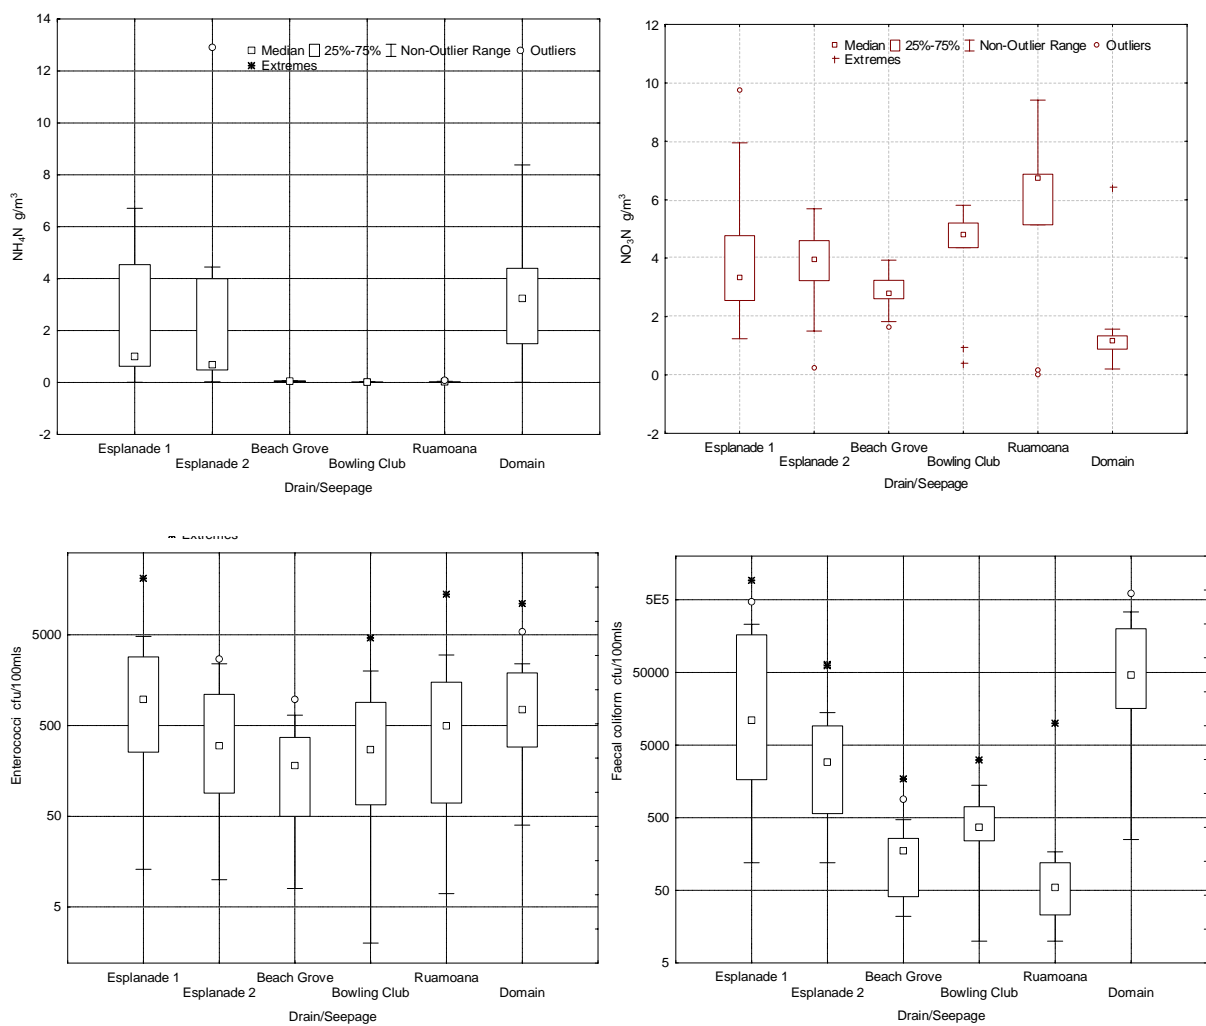 14
12
10
8
6
4
2
0
-2
NH₄N g/m³
Median 25%-75% Non-Outlier Range Outliers
Extremes
Esplanade 1 Beach Grove Ruamoana
Esplanade 2 Bowling Club Domain
Drain/Seepage
12
10
8
6
4
2
0
-2
NO₃N g/m³
Median 25%-75% Non-Outlier Range Outliers
Extremes
Esplanade 1 Beach Grove Ruamoana
Esplanade 2 Bowling Club Domain
Drain/Seepage
Extremes
5000
500
50
5
Enterococci cfu/100mls
Esplanade 1 Beach Grove Ruamoana
Esplanade 2 Bowling Club Domain
Drain/Seepage
5E5
50000
5000
500
50
5
Faecal coliform cfu/100mls
Esplanade 1 Beach Grove Ruamoana
Esplanade 2 Bowling Club Domain
Drain/Seepage